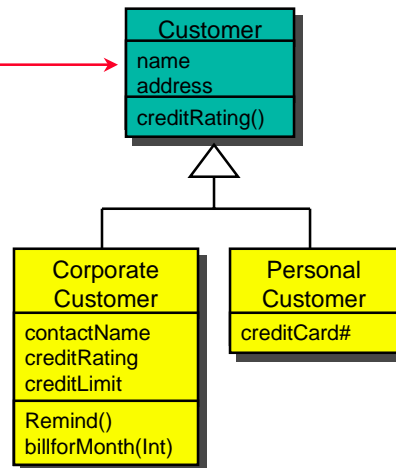 Customer
name
address
creditRating()
Corporate
Customer
contactName
creditRating
creditLimit
Remind()
billforMonth(Int)
Personal
Customer
creditCard#